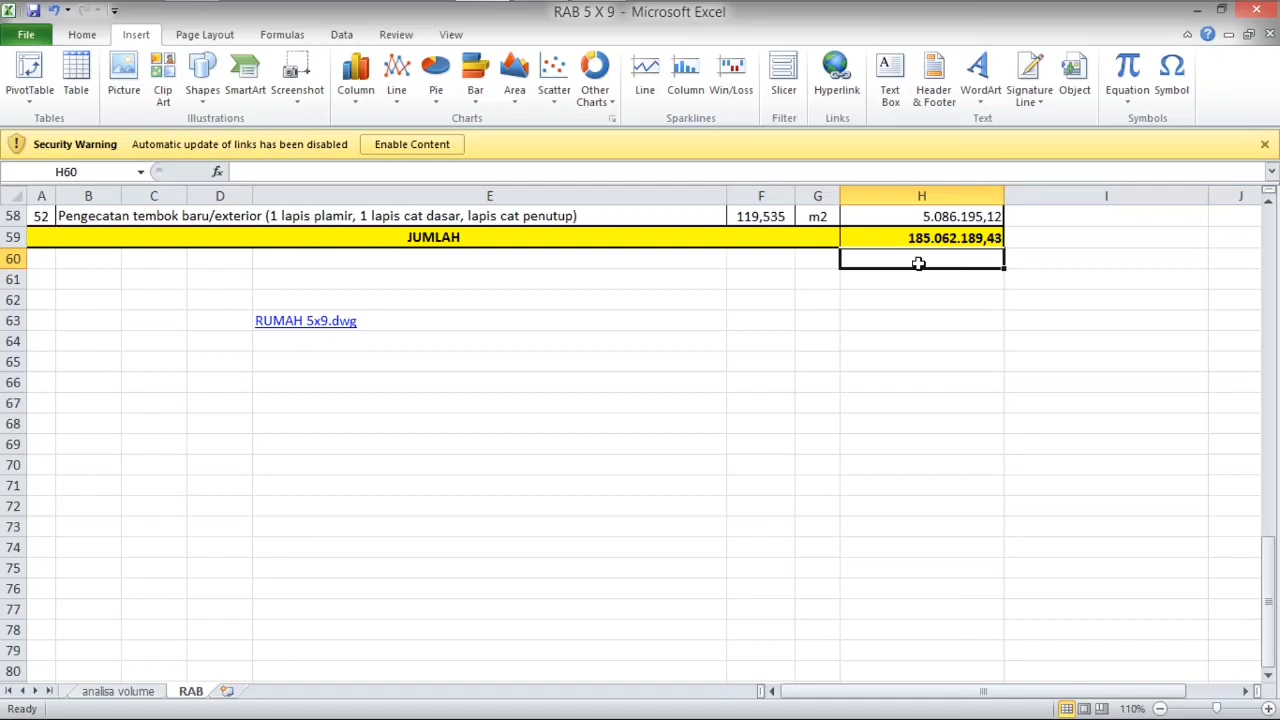 RAB 5 X 9 - Microsoft Excel
File Home Insert Page Layout Formulas Data Review View
PivotTable Table Picture Clip Art Shapes SmartArt Screenshot Column Line Pie Bar Area Scatter Other Charts Line Column Win/Loss Slicer Hyperlink Text Box Header & Footer WordArt Signature Line Object Equation Symbol
Tables Illustrations Charts Sparklines Filter Links Text Symbols
Security Warning Automatic update of links has been disabled Enable Content
H60 fx
A B C D E F G H I J
58 52 Pengecatan tembok baru/exterior (1 lapis plamir, 1 lapis cat dasar, lapis cat penutup) 119,535 m2 5.086.195,12
59 JUMLAH 185.062.189,43
60
61
62
63 RUMAH 5x9.dwg
64
65
66
67
68
69
70
71
72
73
74
75
76
77
78
79
80
analisa volume RAB
Ready 110%